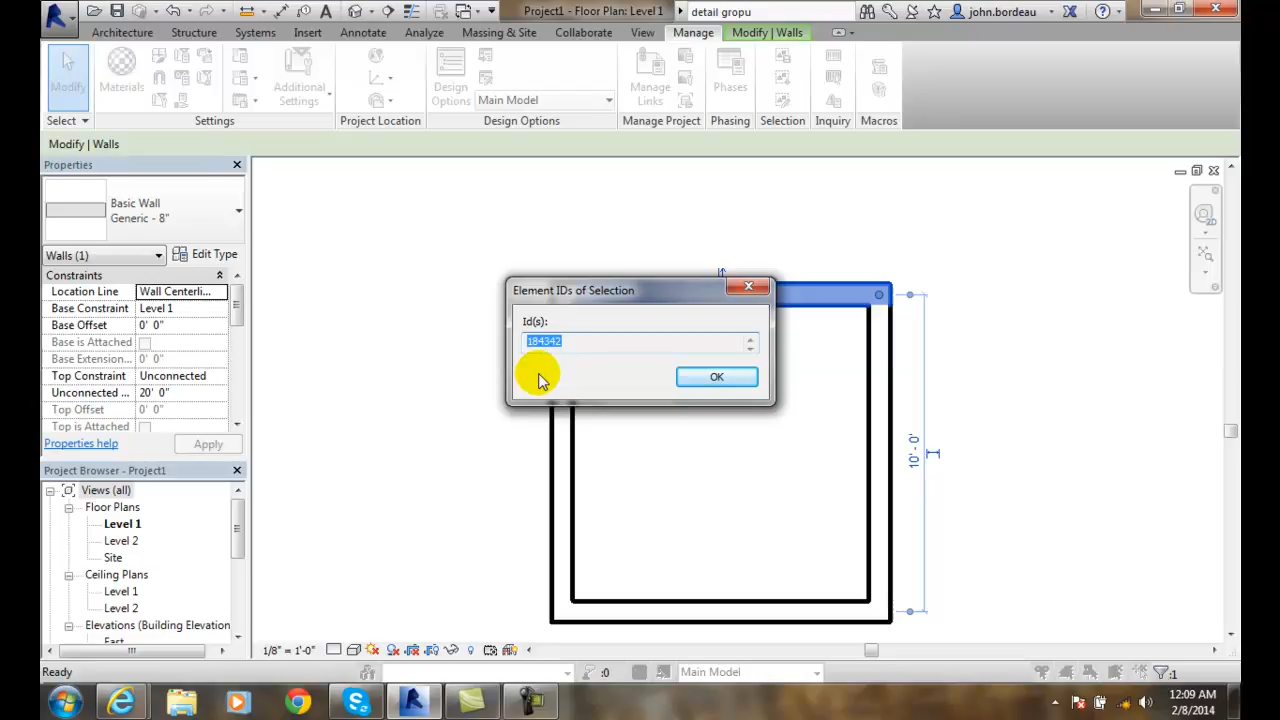 Project1 - Floor Plan: Level 1
detail gropu
john.bordeau
Architecture Structure Systems Insert Annotate Analyze Massing & Site Collaborate View Manage Modify | Walls
Modify
Materials
Additional
Settings
Design
Options
Main Model
Manage
Links
Phases
Select
Settings
Project Location
Design Options
Manage Project
Phasing
Selection
Inquiry
Macros
Modify | Walls
Properties
Basic Wall
Generic - 8"
Walls (1)
Edit Type
Constraints
Location Line Wall Centerli...
Base Constraint Level 1
Base Offset 0' 0"
Base is Attached
Base Extension... 0' 0"
Top Constraint Unconnected
Unconnected ... 20' 0"
Top Offset 0' 0"
Top is Attached
Properties help
Apply
Project Browser - Project1
Views (all)
Floor Plans
Level 1
Level 2
Site
Ceiling Plans
Level 1
Level 2
Elevations (Building Elevation
East
Element IDs of Selection
Id(s):
184342
OK
10' - 0"
2D
1/8" = 1'-0"
Ready
:0
Main Model
:1
12:09 AM
2/8/2014